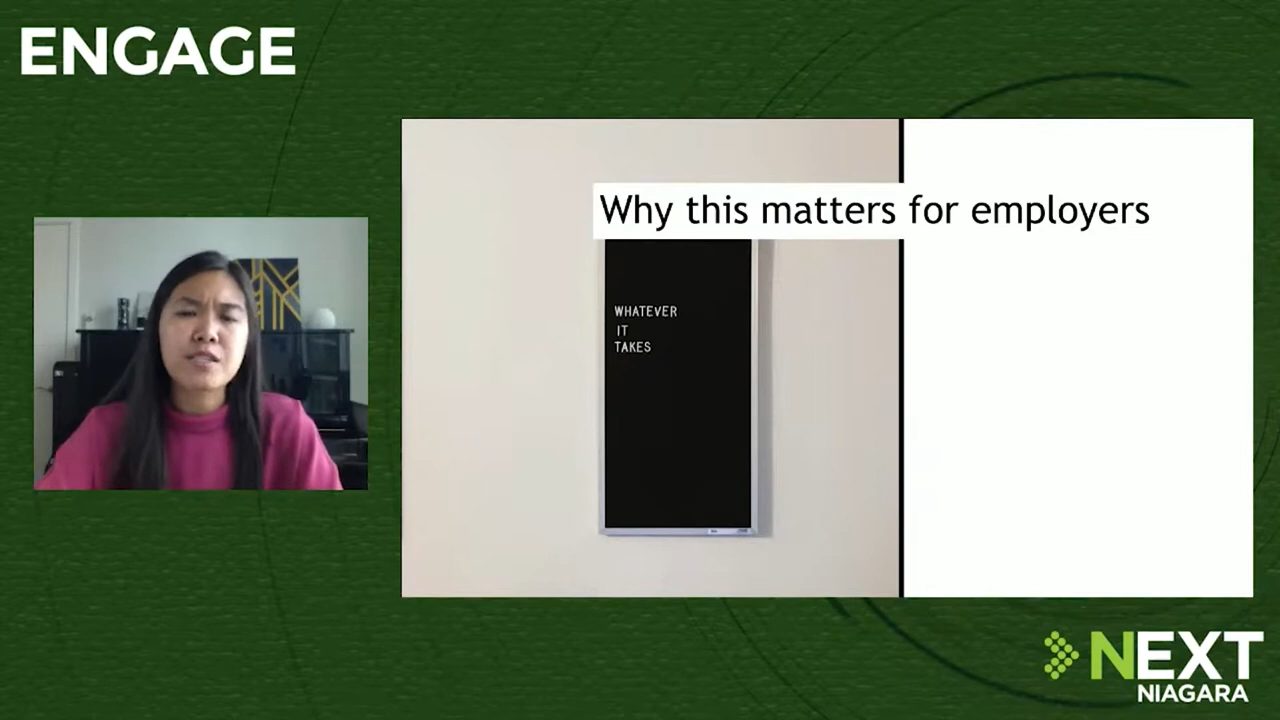 ENGAGE
Why this matters for employers
WHATEVER
IT
TAKES
NEXT
NIAGARA